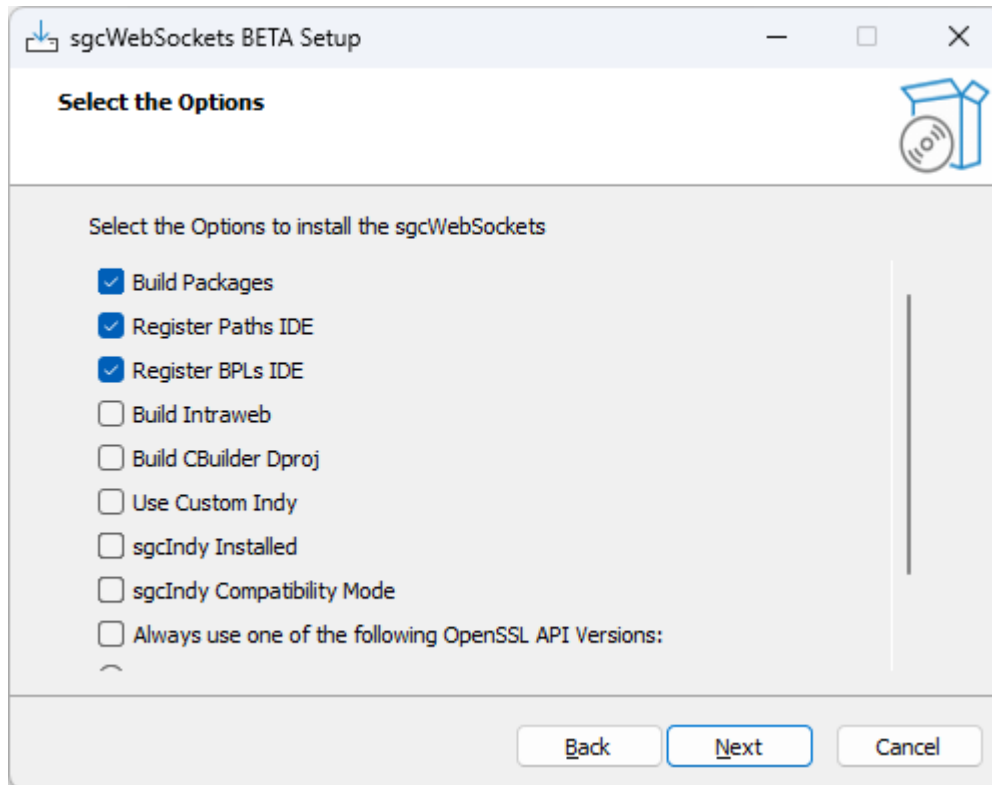 sgcWebSockets BETA Setup
Select the Options
Select the Options to install the sgcWebSockets
Build Packages
Register Paths IDE
Register BPLs IDE
Build Intraweb
Build CBuilder Dproj
Use Custom Indy
sgcIndy Installed
sgcIndy Compatibility Mode
Always use one of the following OpenSSL API Versions:
Back
Next
Cancel